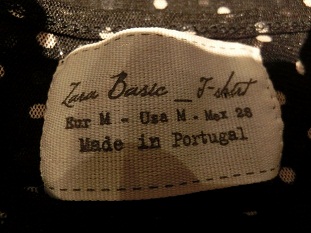 Zara Basic _ T-shirt
Eur M - Usa M - Mex 28
Made in Portugal